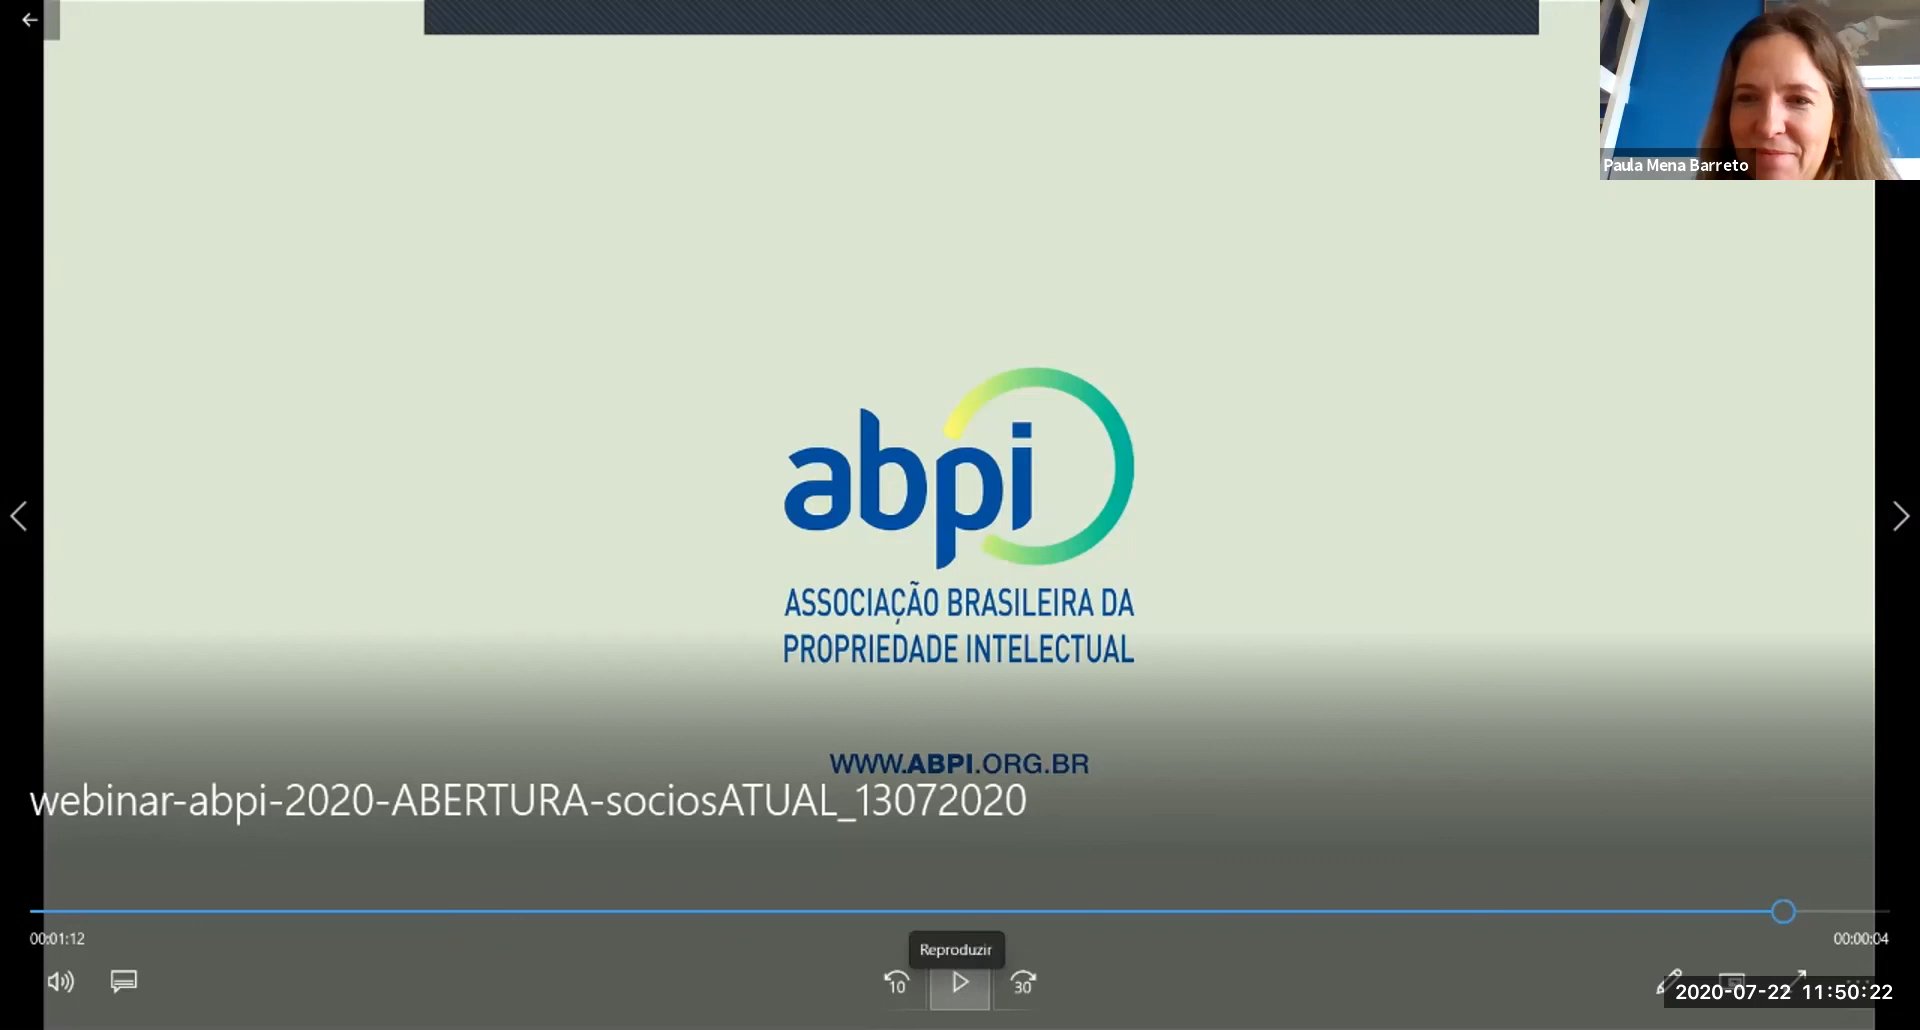 Paula Mena Barreto
abpi
ASSOCIAÇÃO BRASILEIRA DA
PROPRIEDADE INTELECTUAL
WWW.ABPI.ORG.BR
webinar-abpi-2020-ABERTURA-sociosATUAL_13072020
00:01:12
00:00:04
Reproduzir
10
30
2020-07-22 11:50:22